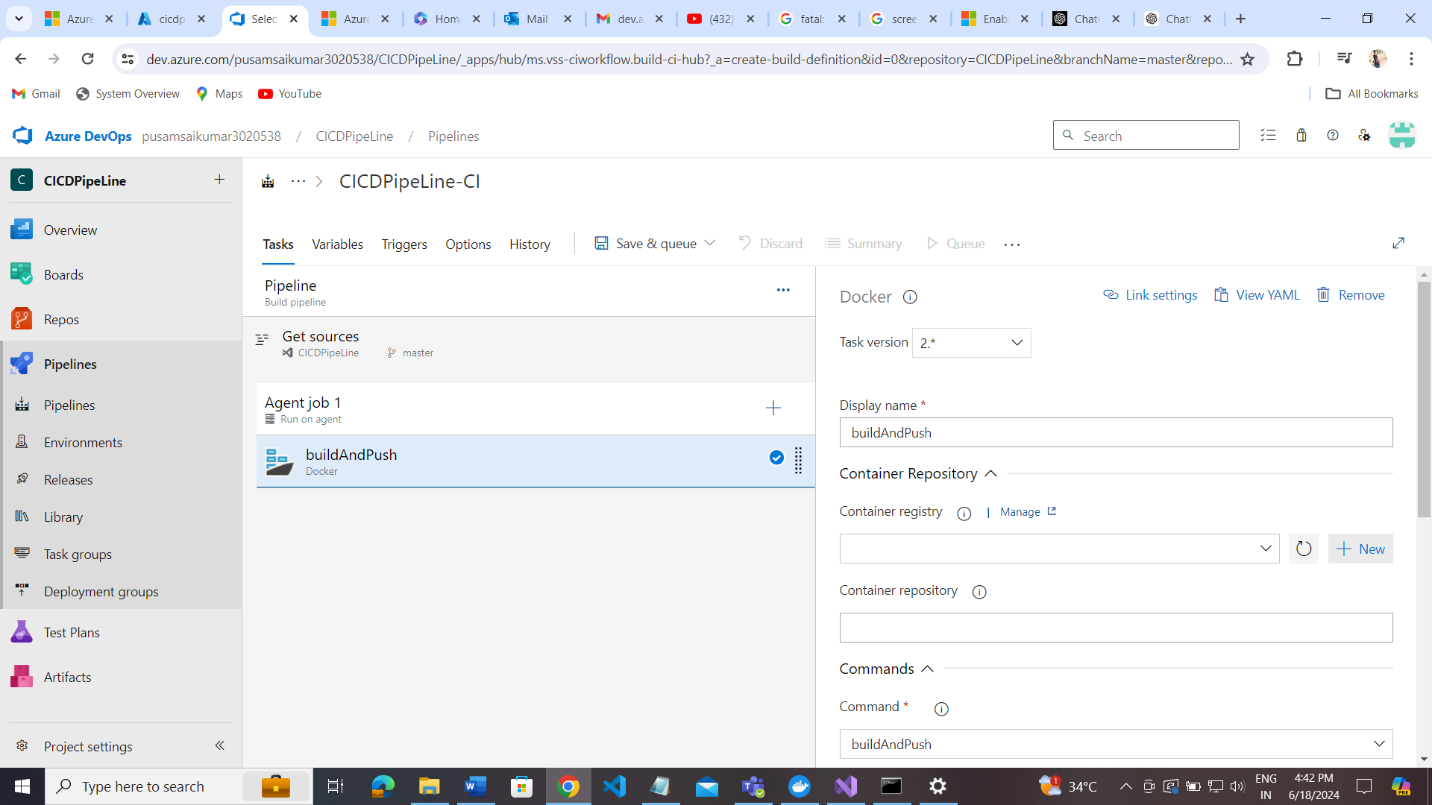 Azure
cicdp
Selec
Azure
Home
Mail
dev.a
(432)
fatal:
scree
Enab
Chat
Chat
dev.azure.com/pusamsaikumar3020538/CICDPipeLine/_apps/hub/ms.vss-ciworkflow.build-ci-hub?_a=create-build-definition&id=0&repository=CICDPipeLine&branchName=master&repo...
Gmail System Overview Maps YouTube All Bookmarks
Azure DevOps pusamsaikumar3020538 / CICDPipeLine / Pipelines Search
C CICDPipeLine
Overview
Boards
Repos
Pipelines
Pipelines
Environments
Releases
Library
Task groups
Deployment groups
Test Plans
Artifacts
Project settings
CICDPipeLine-CI
Tasks Variables Triggers Options History Save & queue Discard Summary Queue
Pipeline
Build pipeline
Get sources
CICDPipeLine master
Agent job 1
Run on agent
buildAndPush
Docker
Docker Link settings View YAML Remove
Task version 2.*
Display name *
buildAndPush
Container Repository
Container registry | Manage
New
Container repository
Commands
Command *
buildAndPush
Type here to search
1 34°C
ENG
IN
4:42 PM
6/18/2024